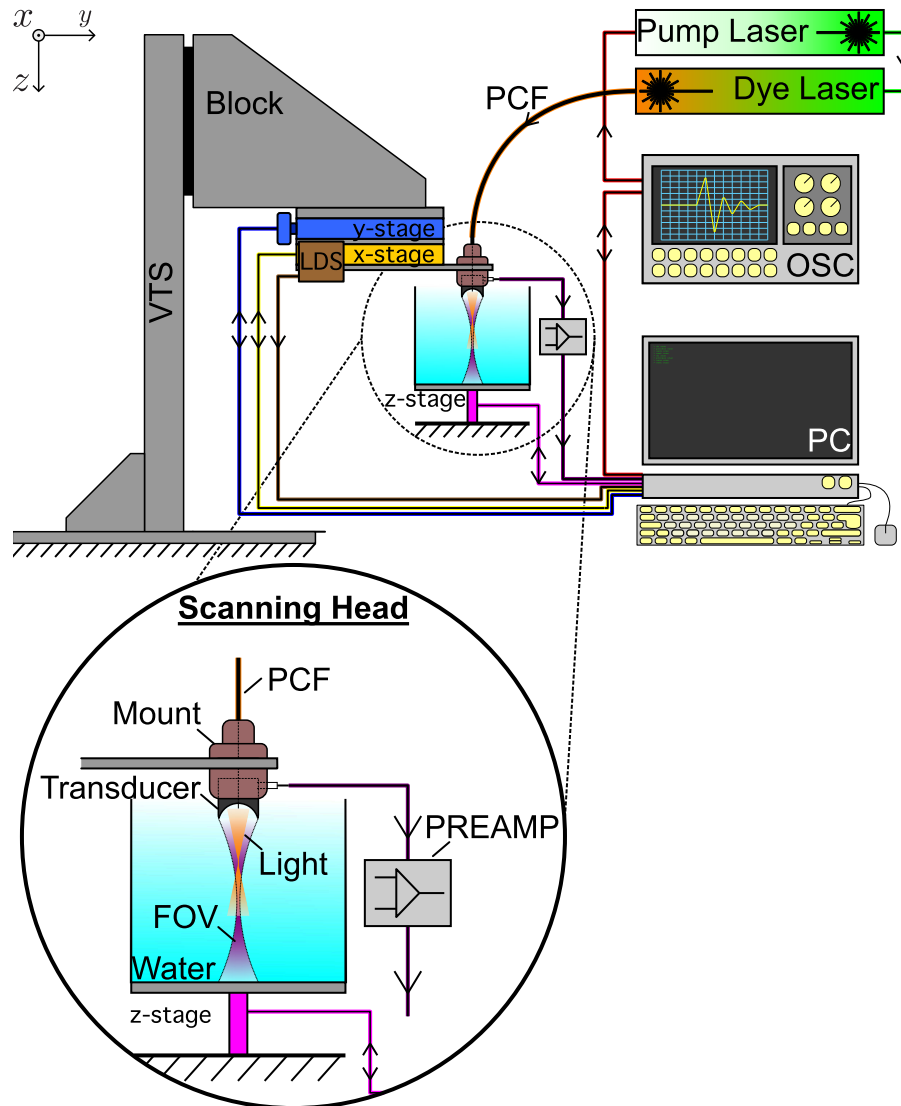 x
y
z
Pump Laser
Dye Laser
PCF
Block
y-stage
x-stage
LDS
OSC
VTS
z-stage
PC
Scanning Head
PCF
Mount
Transducer
PREAMP
Light
FOV
Water
z-stage